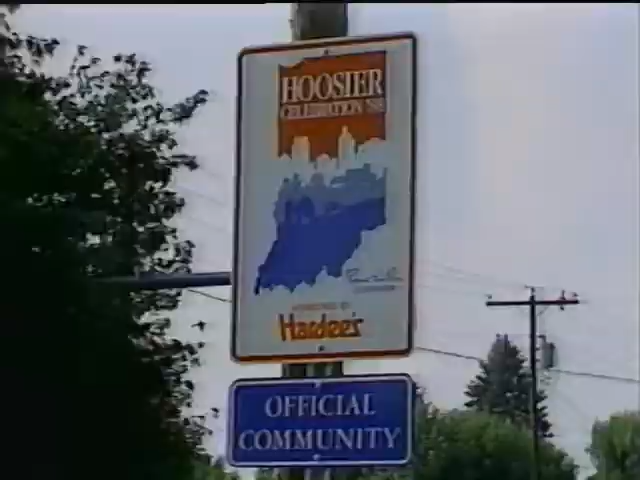 HOOSIER
CELEBRATION '88
Hardee's
OFFICIAL
COMMUNITY